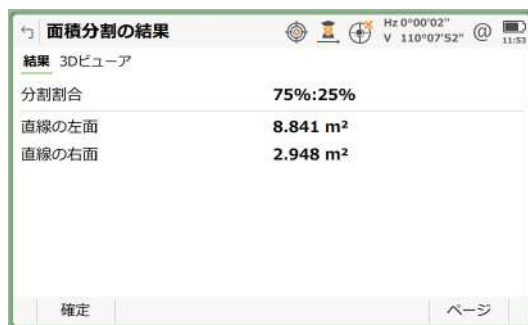 面積分割の結果
Hz 0°00'02"
V 110°07'52"
@
11:53
結果 3Dビューア
分割割合 75%:25%
直線の左面 8.841 m²
直線の右面 2.948 m²
確定 ページ